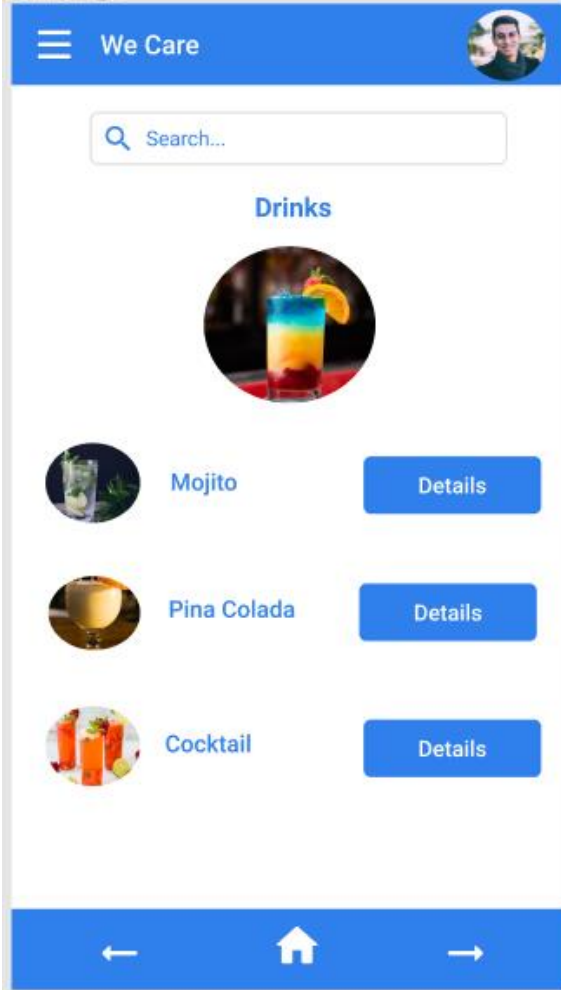 We Care
Search...
Drinks
Mojito
Details
Pina Colada
Details
Cocktail
Details